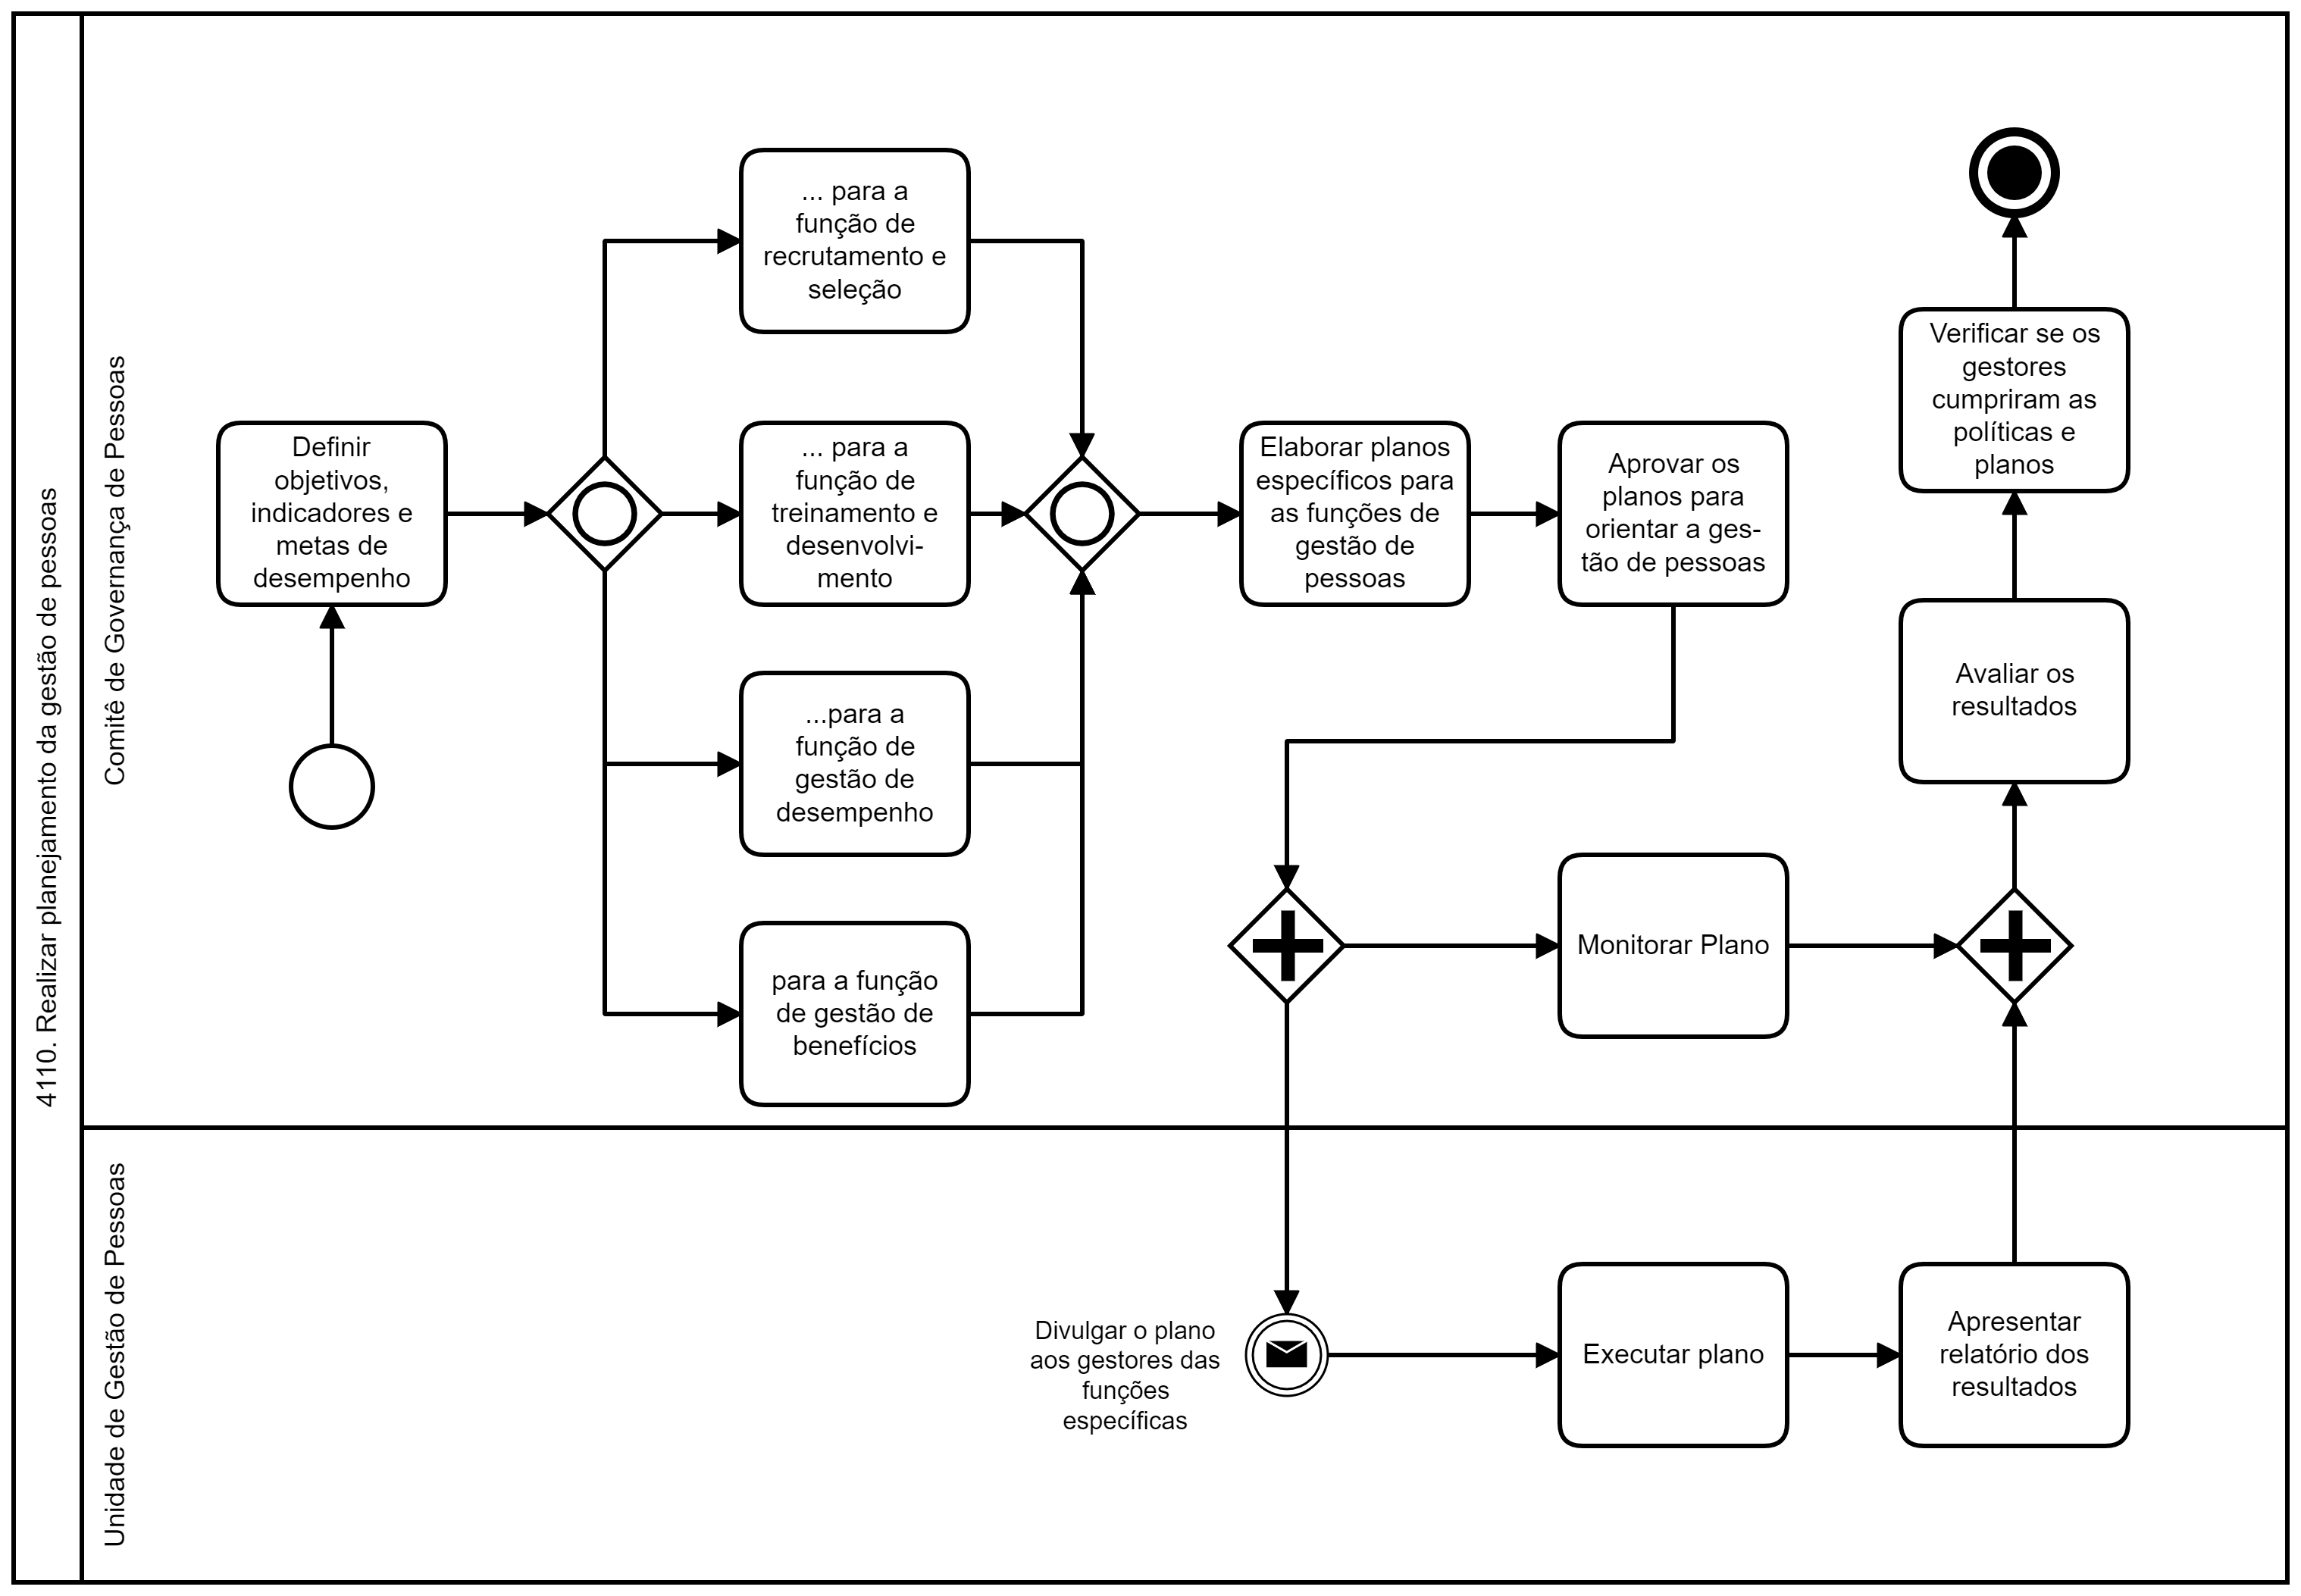 4110. Realizar planejamento da gestão de pessoas
Comitê de Governança de Pessoas
Definir
objetivos,
indicadores e
metas de
desempenho
... para a
função de
recrutamento e
seleção
... para a
função de
treinamento e
desenvolvi-
mento
...para a
função de
gestão de
desempenho
para a função
de gestão de
benefícios
Elaborar planos
específicos para
as funções de
gestão de
pessoas
Aprovar os
planos para
orientar a ges-
tão de pessoas
Monitorar Plano
Verificar se os
gestores
cumpriram as
políticas e
planos
Avaliar os
resultados
Unidade de Gestão de Pessoas
Divulgar o plano
aos gestores das
funções
específicas
Executar plano
Apresentar
relatório dos
resultados